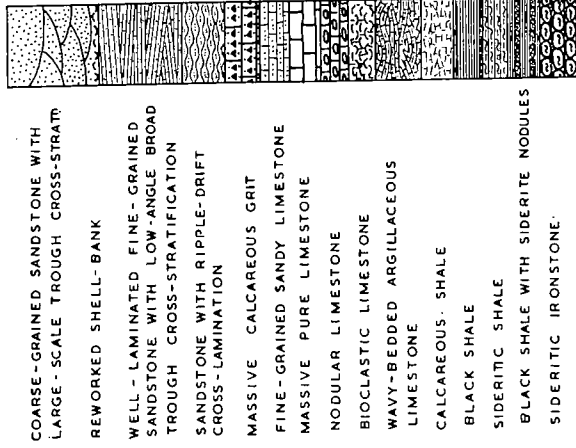 COARSE-GRAINED SANDSTONE WITH
LARGE-SCALE TROUGH CROSS-STRATA
REWORKED SHELL-BANK
WELL-LAMINATED FINE-GRAINED
SANDSTONE WITH LOW-ANGLE BROAD
TROUGH CROSS-STRATIFICATION
SANDSTONE WITH RIPPLE-DRIFT
CROSS-LAMINATION
MASSIVE CALCAREOUS GRIT
FINE-GRAINED SANDY LIMESTONE
MASSIVE PURE LIMESTONE
NODULAR LIMESTONE
BIOCLASTIC LIMESTONE
WAVY-BEDDED ARGILLACEOUS
LIMESTONE
CALCAREOUS SHALE
BLACK SHALE
SIDERITIC SHALE
BLACK SHALE WITH SIDERITE NODULES
SIDERITIC IRONSTONE